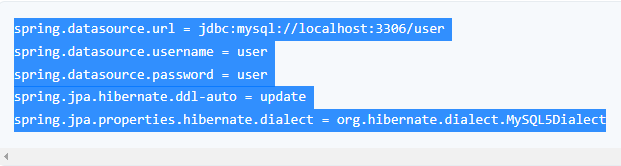 spring.datasource.url = jdbc:mysql://localhost:3306/user
spring.datasource.username = user
spring.datasource.password = user
spring.jpa.hibernate.ddl-auto = update
spring.jpa.properties.hibernate.dialect = org.hibernate.dialect.MySQL5Dialect